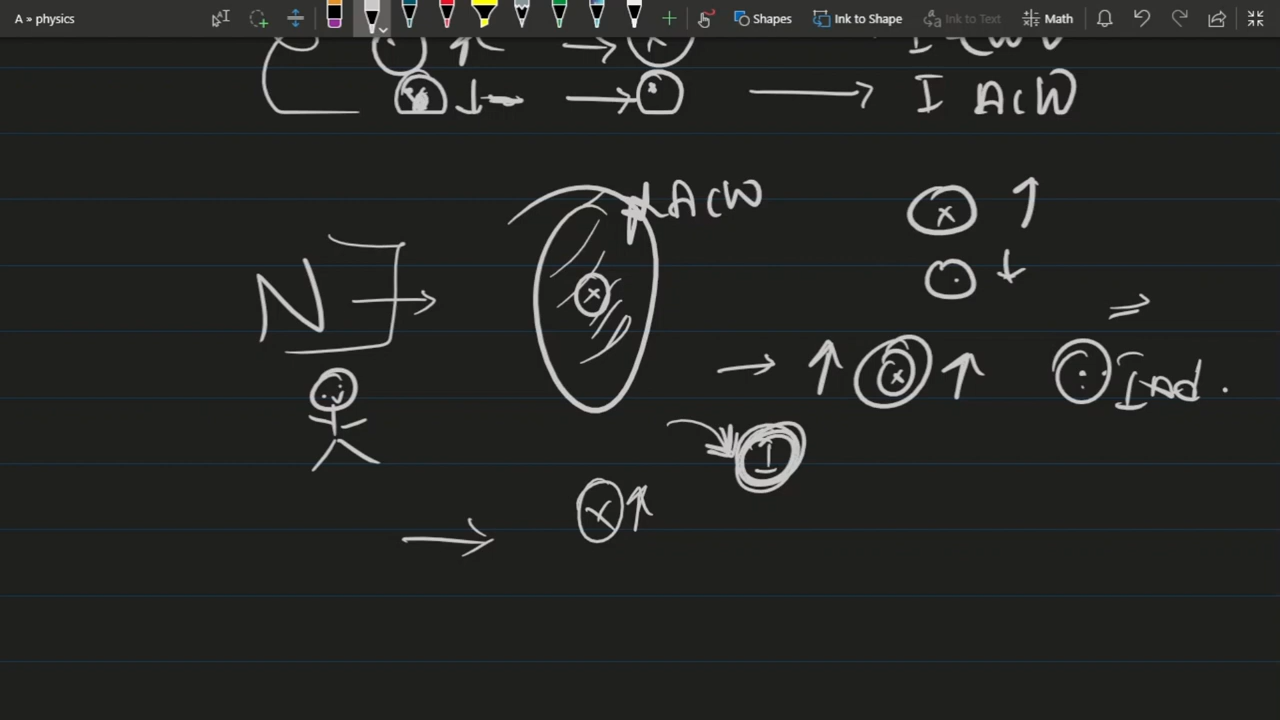 A » physics
Shapes
Ink to Shape
Ink to Text
Math
I ACW
ACW
N
Ind.
I